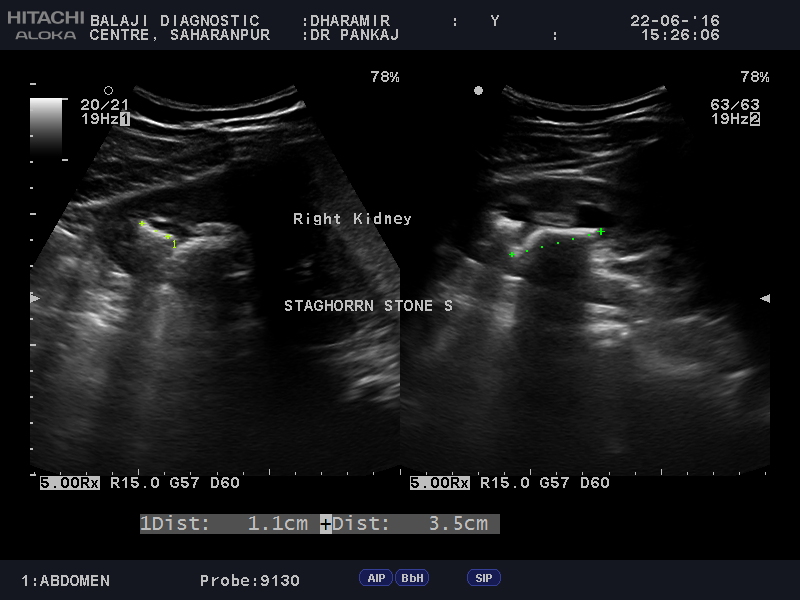 HITACHI BALAJI DIAGNOSTIC :DHARAMIR : Y 22-06-'16
ALOKA CENTRE, SAHARANPUR :DR PANKAJ : 15:26:06
78% 78%
20/21 63/63
19Hz1 19Hz2
Right Kidney
1
STAGHORRN STONE S
5.00Rx R15.0 G57 D60 5.00Rx R15.0 G57 D60
1Dist: 1.1cm +Dist: 3.5cm
1:ABDOMEN Probe:9130 AIP BbH SIP